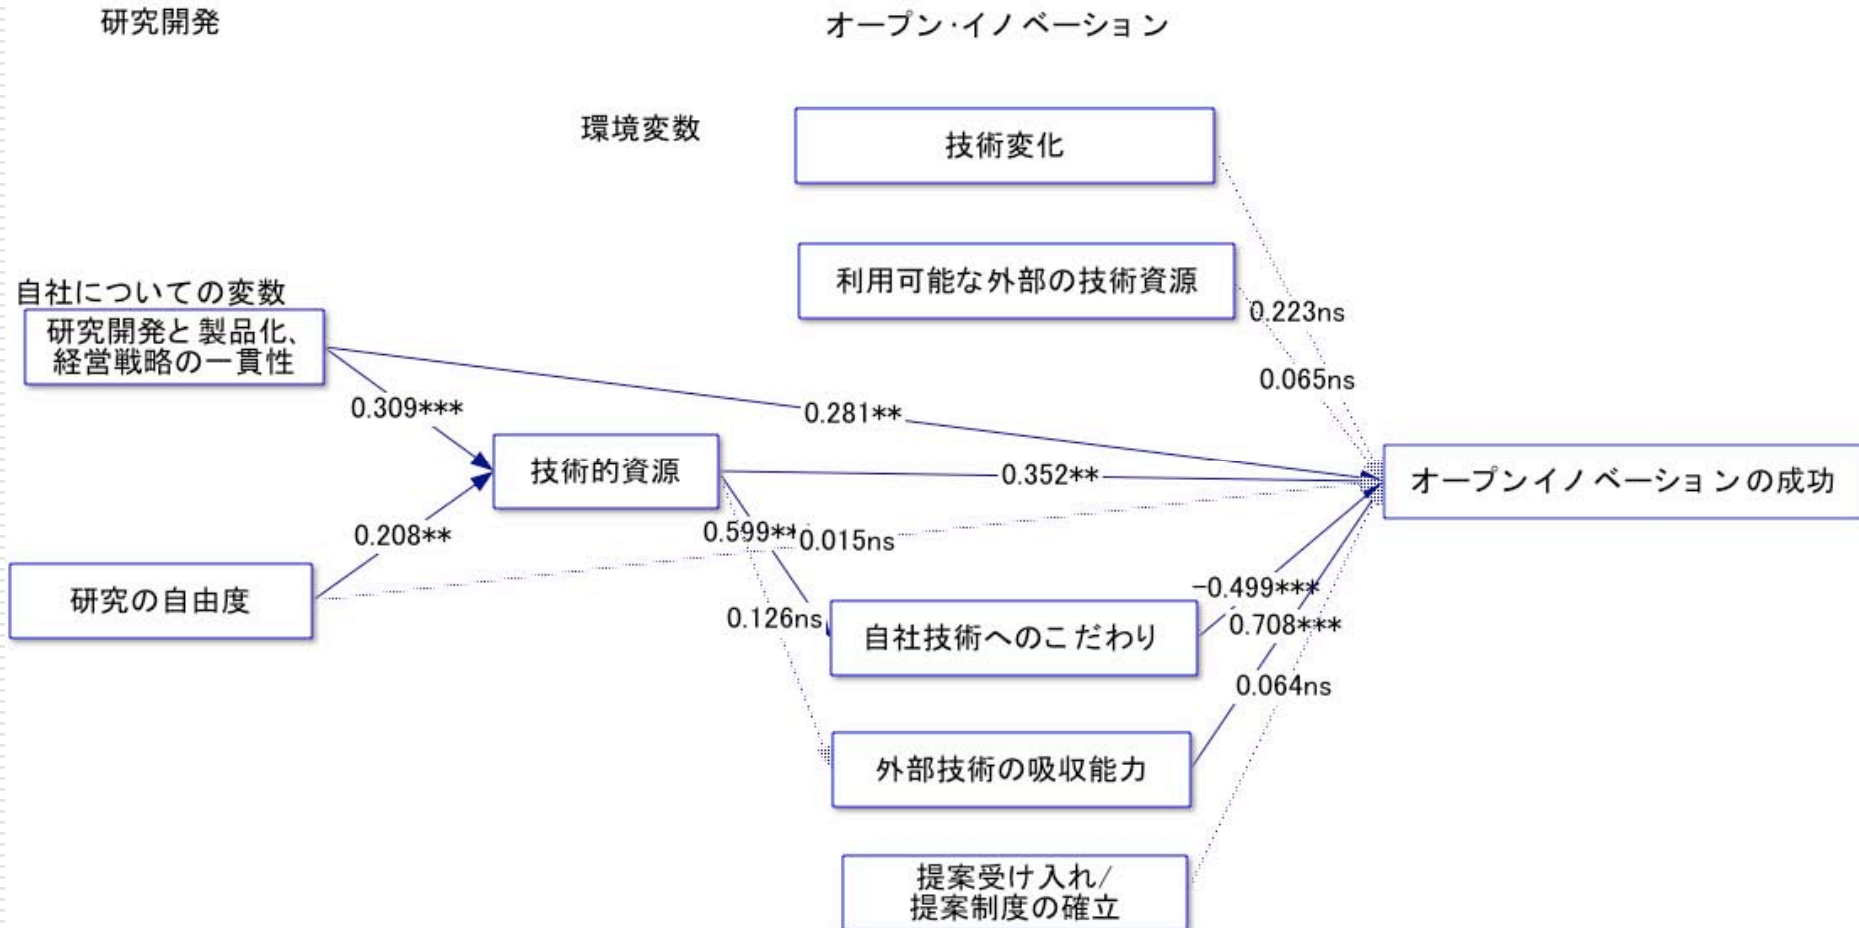 研究開発
オープン・イノベーション
環境変数
技術変化
利用可能な外部の技術資源
0.223ns
0.065ns
自社についての変数
研究開発と製品化、
経営戦略の一貫性
0.309***
0.281**
技術的資源
0.352**
オープンイノベーションの成功
0.208**
0.599**
0.015ns
研究の自由度
0.126ns
-0.499***
0.708***
自社技術へのこだわり
0.064ns
外部技術の吸収能力
提案受け入れ/
提案制度の確立